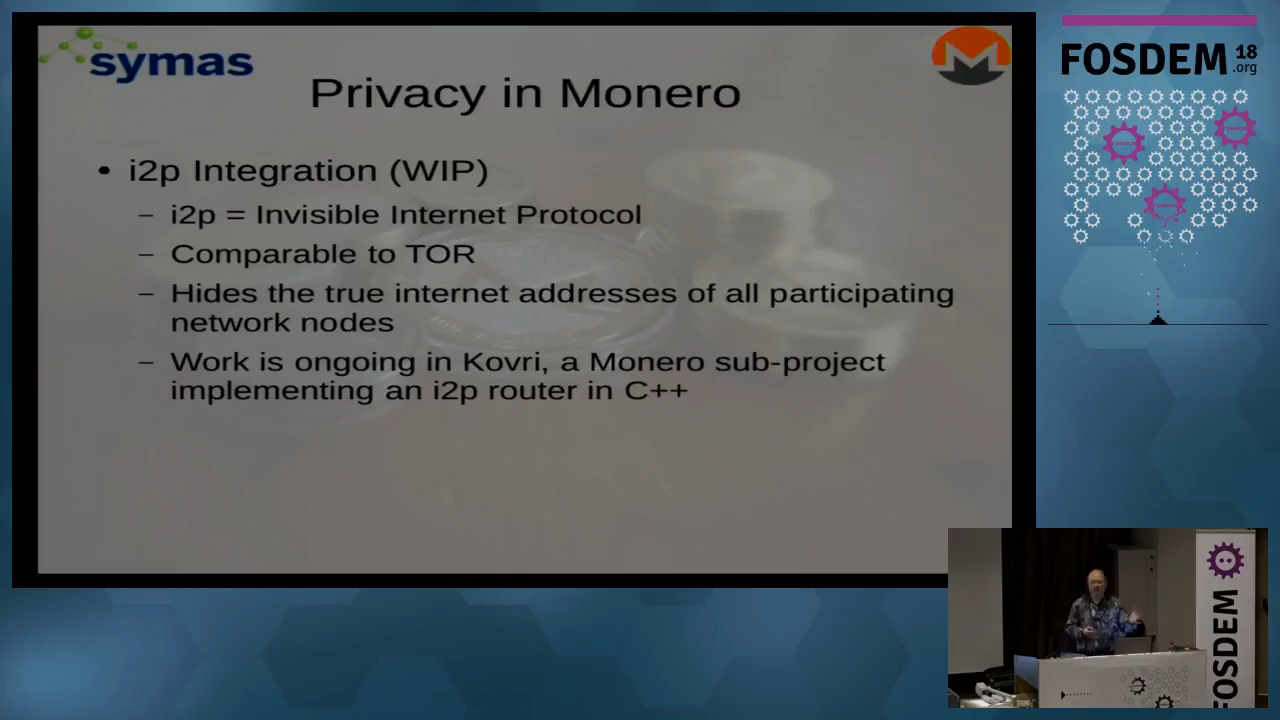 symas
Privacy in Monero
• i2p Integration (WIP)
– i2p = Invisible Internet Protocol
– Comparable to TOR
– Hides the true internet addresses of all participating
network nodes
– Work is ongoing in Kovri, a Monero sub-project
implementing an i2p router in C++
FOSDEM 18
.org
FOSDEM